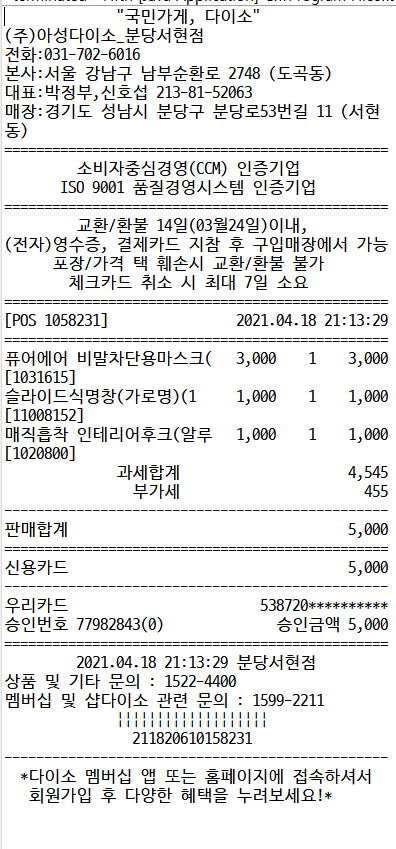 "국민가게, 다이소"
(주)아성다이소_분당서현점
전화:031-702-6016
본사:서울 강남구 남부순환로 2748 (도곡동)
대표:박정부,신호섭 213-81-52063
매장:경기도 성남시 분당구 분당로53번길 11 (서현
동)
================================================
소비자중심경영(CCM) 인증기업
ISO 9001 품질경영시스템 인증기업
================================================
교환/환불 14일(03월24일)이내,
(전자)영수증, 결제카드 지참 후 구입매장에서 가능
포장/가격 택 훼손시 교환/환불 불가
체크카드 취소 시 최대 7일 소요
================================================
[POS 1058231] 2021.04.18 21:13:29
================================================
퓨어에어 비말차단용마스크( 3,000 1 3,000
[1031615]
슬라이드식명창(가로명)(1 1,000 1 1,000
[11008152]
매직흡착 인테리어후크(알루 1,000 1 1,000
[1020800]
과세합계 4,545
부가세 455
------------------------------------------------
판매합계 5,000
================================================
신용카드 5,000
------------------------------------------------
우리카드 538720**********
승인번호 77982843(0) 승인금액 5,000
================================================
2021.04.18 21:13:29 분당서현점
상품 및 기타 문의 : 1522-4400
멤버십 및 샵다이소 관련 문의 : 1599-2211
211820610158231
------------------------------------------------
*다이소 멤버십 앱 또는 홈페이지에 접속하셔서
회원가입 후 다양한 혜택을 누려보세요!*